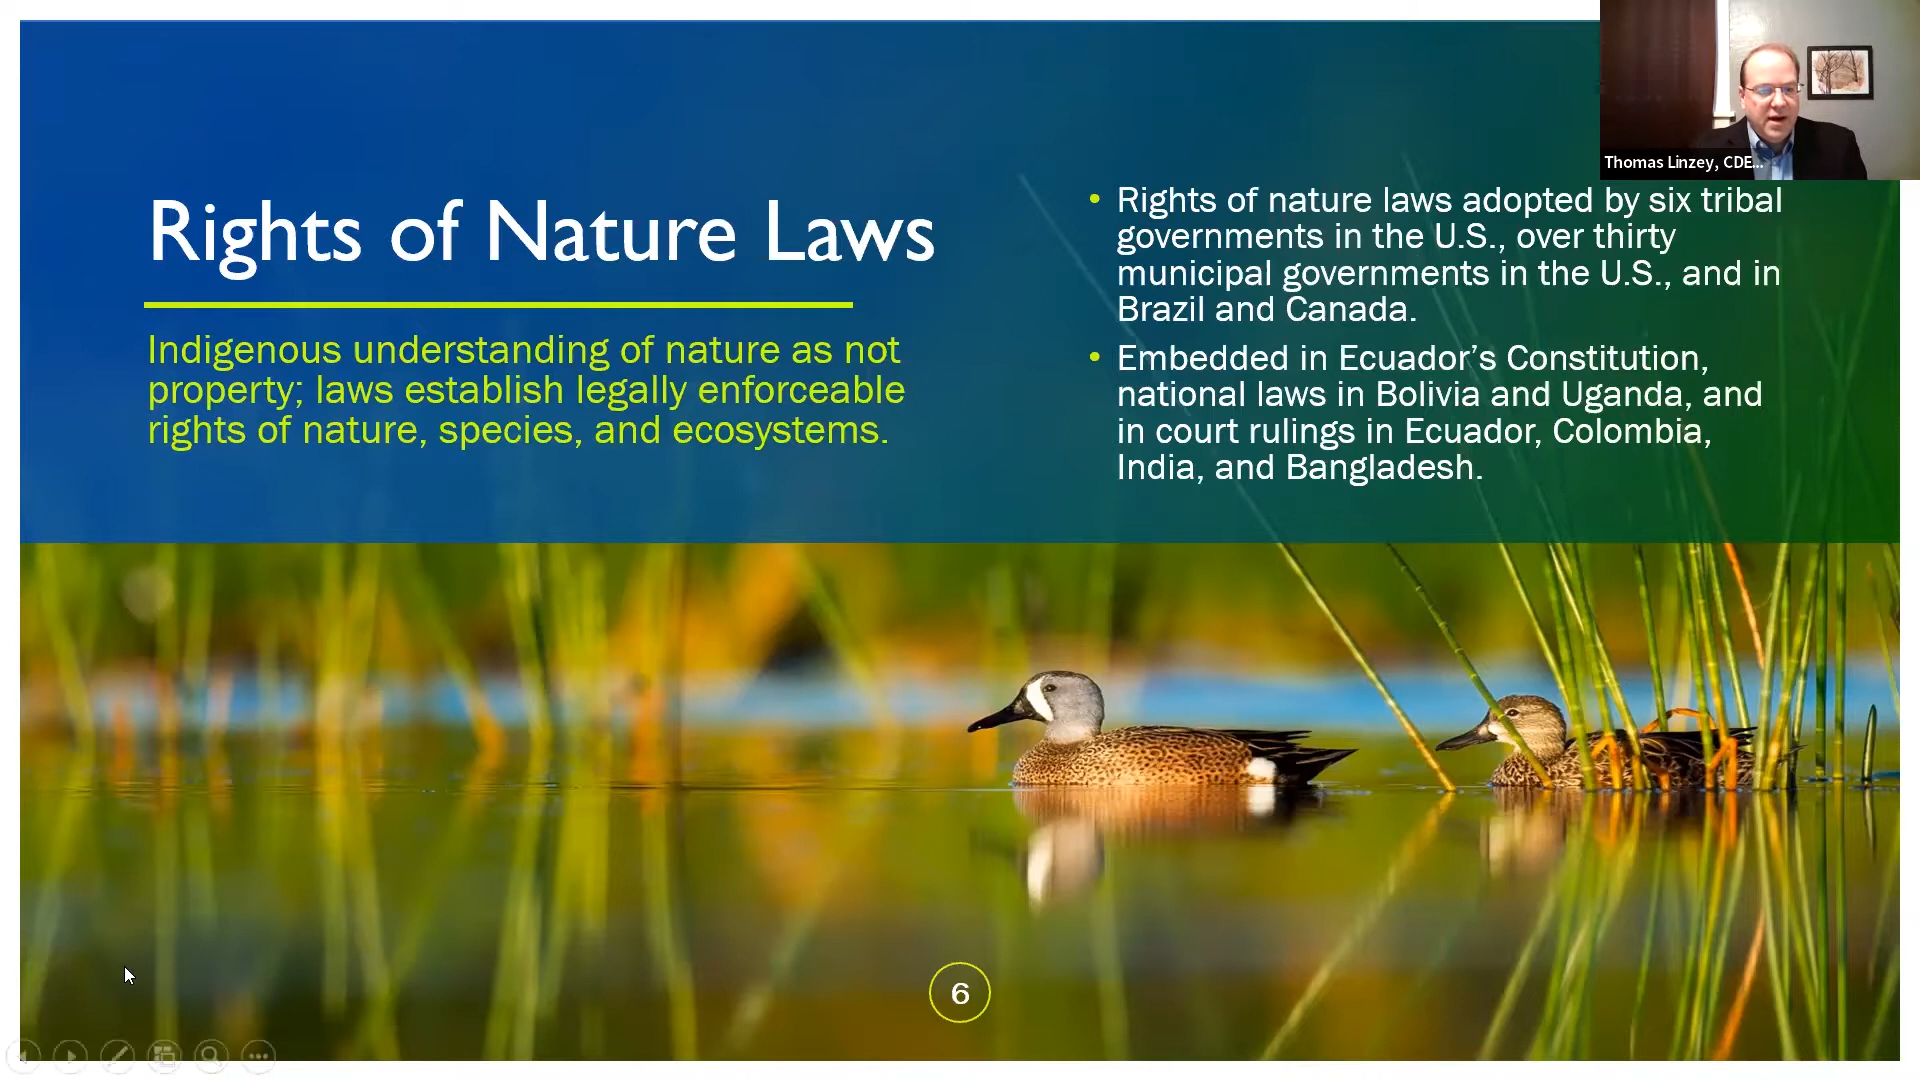 Rights of Nature Laws
Indigenous understanding of nature as not
property; laws establish legally enforceable
rights of nature, species, and ecosystems.
• Rights of nature laws adopted by six tribal
governments in the U.S., over thirty
municipal governments in the U.S., and in
Brazil and Canada.
• Embedded in Ecuador’s Constitution,
national laws in Bolivia and Uganda, and
in court rulings in Ecuador, Colombia,
India, and Bangladesh.
Thomas Linzey, CDE...
6